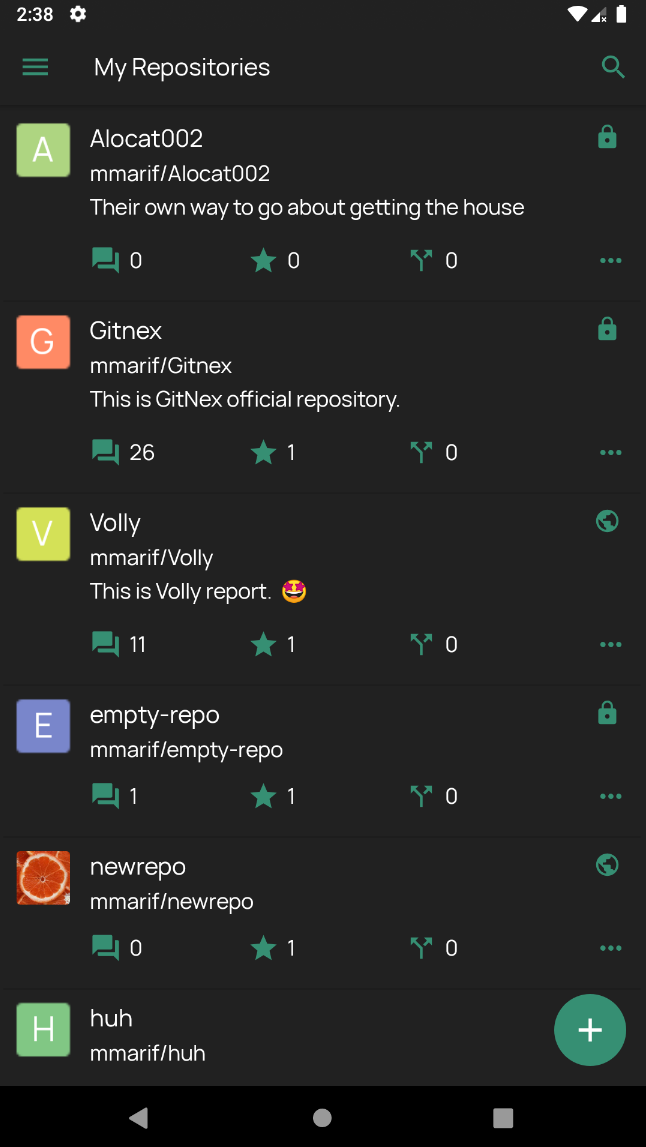 2:38
My Repositories
A
Alocat002
mmarif/Alocat002
Their own way to go about getting the house
0 0 0
G
Gitnex
mmarif/Gitnex
This is GitNex official repository.
26 1 0
V
Volly
mmarif/Volly
This is Volly report. 🤩
11 1 0
E
empty-repo
mmarif/empty-repo
1 1 0
newrepo
mmarif/newrepo
0 1 0
H
huh
mmarif/huh